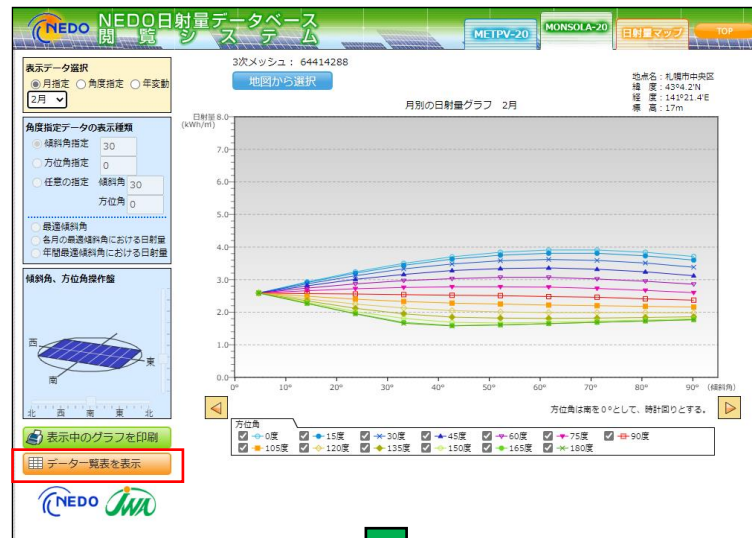 NEDO NEDO日射量データベース
閲 覧 シ ス テ ム
METPV-20
MONSOLA-20
日射量マップ
TOP
表示データ選択
月指定 角度指定 年変動
2月
角度指定データの表示種類
傾斜角指定 30
方位角指定 0
任意の指定 傾斜角 30
方位角 0
最適傾斜角
各月の最適傾斜角における日射量
年間最適傾斜角における日射量
傾斜角、方位角操作盤
西
東
南
北 西 南 東 北
表示中のグラフを印刷
データ一覧表を表示
NEDO JWA
3次メッシュ： 64414288
地図から選択
地点名：札幌市中央区
緯 度：43º4.2'N
経 度：141º21.4'E
標 高：17m
月別の日射量グラフ 2月
日射量
(kWh/㎡)
8.0
7.0
6.0
5.0
4.0
3.0
2.0
1.0
0.0
0º 10º 20º 30º 40º 50º 60º 70º 80º 90º (傾斜角)
方位角は南を0ºとして、時計回りとする。
方位角
0度 15度 30度 45度 60度 75度 90度
105度 120度 135度 150度 165度 180度